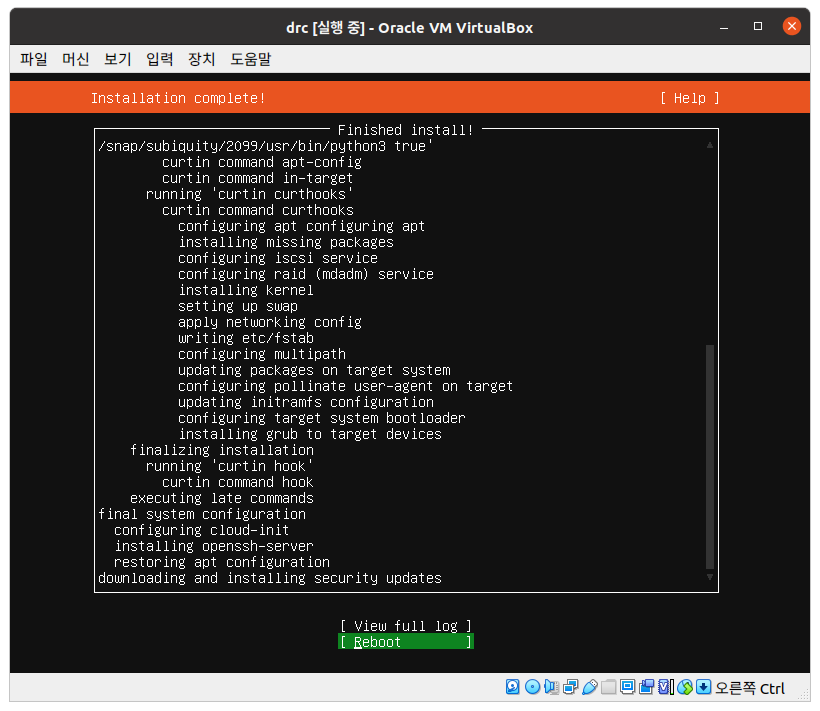 drc [실행 중] - Oracle VM VirtualBox
파일 머신 보기 입력 장치 도움말
Installation complete! [ Help ]
Finished install!
/snap/subiquity/2099/usr/bin/python3 true'
curtin command apt-config
curtin command in-target
running 'curtin curthooks'
curtin command curthooks
configuring apt configuring apt
installing missing packages
configuring iscsi service
configuring raid (mdadm) service
installing kernel
setting up swap
apply networking config
writing etc/fstab
configuring multipath
updating packages on target system
configuring pollinate user-agent on target
updating initramfs configuration
configuring target system bootloader
installing grub to target devices
finalizing installation
running 'curtin hook'
curtin command hook
executing late commands
final system configuration
configuring cloud-init
installing openssh-server
restoring apt configuration
downloading and installing security updates
[ View full log ]
[ Reboot ]
오른쪽 Ctrl